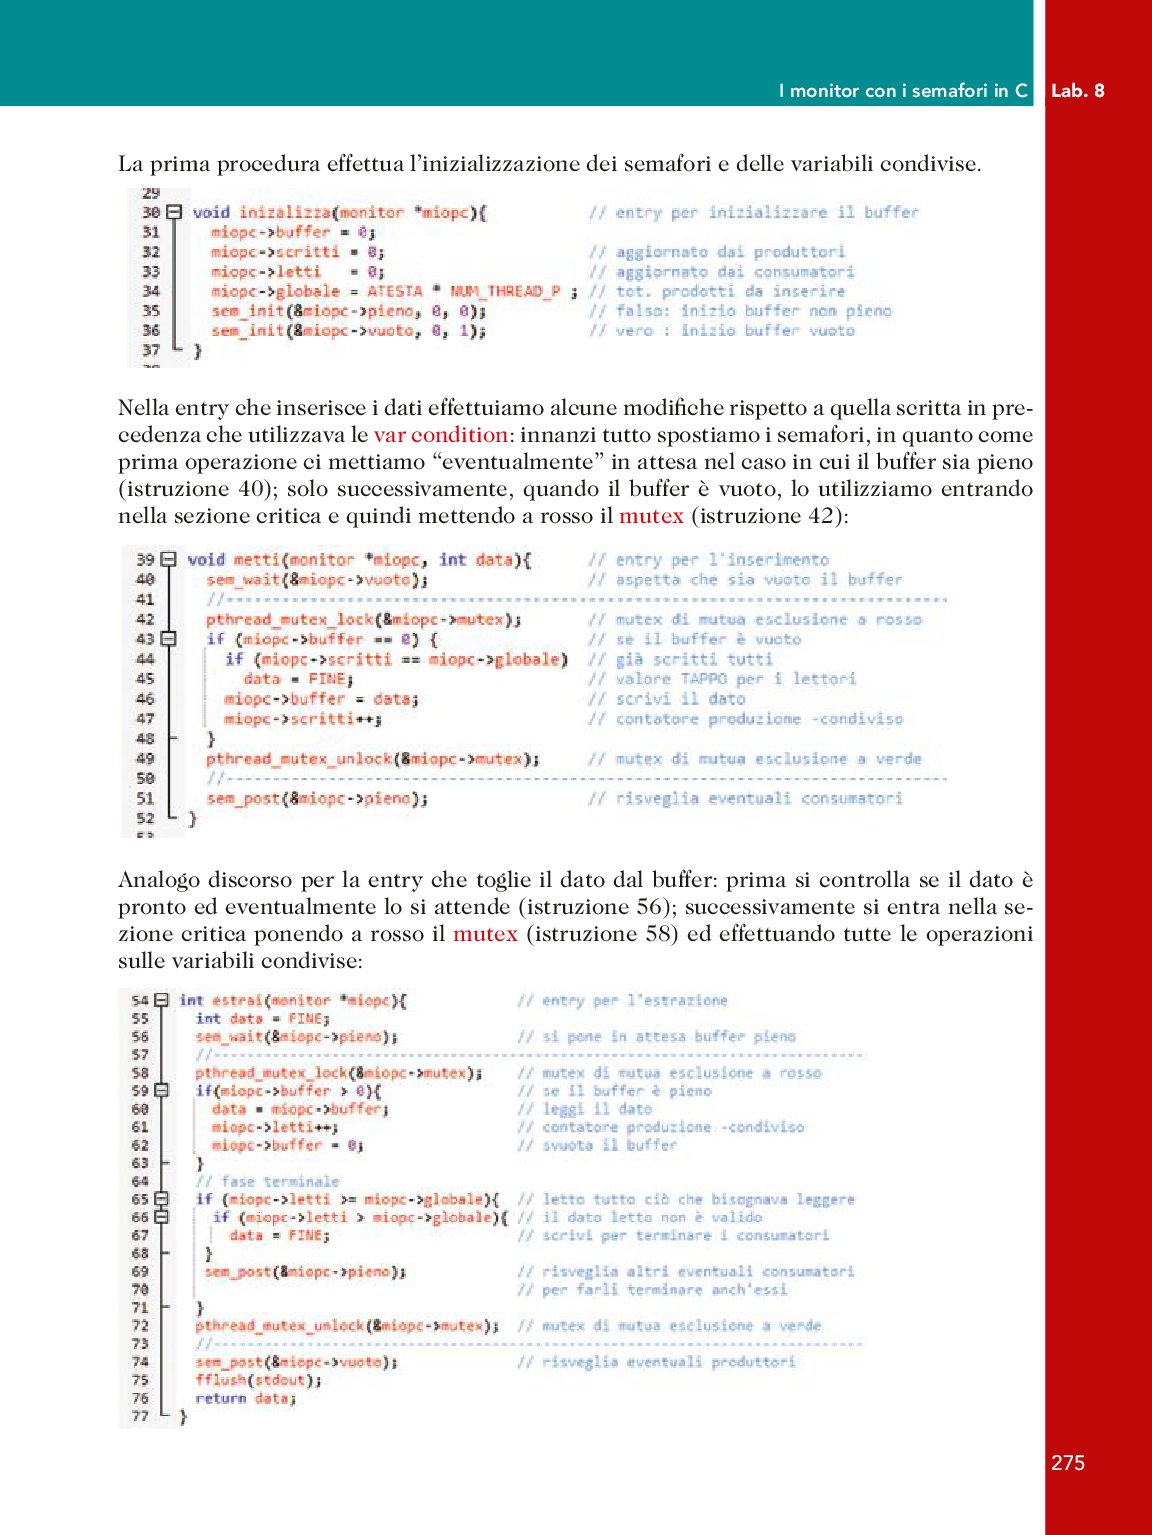 I monitor con i semafori in C Lab. 8
La prima procedura effettua l'inizializzazione dei semafori e delle variabili condivise.
29
30 void inizalizza(monitor *miopc){ // entry per inizializzare il buffer
31 miopc->buffer = 0;
32 miopc->scritti = 0; // aggiornato dai produttori
33 miopc->letti = 0; // aggiornato dai consumatori
34 miopc->globale = ATESTA * NUM_THREAD_P ; // tot. prodotti da inserire
35 sem_init(&miopc->pieno, 0, 0); // falso: inizio buffer non pieno
36 sem_init(&miopc->vuoto, 0, 1); // vero : inizio buffer vuoto
37 }
Nella entry che inserisce i dati effettuiamo alcune modifiche rispetto a quella scritta in pre-
cedenza che utilizzava le var condition: innanzi tutto spostiamo i semafori, in quanto come
prima operazione ci mettiamo “eventualmente” in attesa nel caso in cui il buffer sia pieno
(istruzione 40); solo successivamente, quando il buffer è vuoto, lo utilizziamo entrando
nella sezione critica e quindi mettendo a rosso il mutex (istruzione 42):
39 void metti(monitor *miopc, int data){ // entry per l'inserimento
40 sem_wait(&miopc->vuoto); // aspetta che sia vuoto il buffer
41 //--------------------------------------------------------------------------------
42 pthread_mutex_lock(&miopc->mutex); // mutex di mutua esclusione a rosso
43 if (miopc->buffer == 0) { // se il buffer è vuoto
44 if (miopc->scritti == miopc->globale) // già scritti tutti
45 data = FINE; // valore TAPPO per i lettori
46 miopc->buffer = data; // scrivi il dato
47 miopc->scritti++; // contatore produzione -condiviso
48 }
49 pthread_mutex_unlock(&miopc->mutex); // mutex di mutua esclusione a verde
50 //--------------------------------------------------------------------------------
51 sem_post(&miopc->pieno); // risveglia eventuali consumatori
52 }
Analogo discorso per la entry che toglie il dato dal buffer: prima si controlla se il dato è
pronto ed eventualmente lo si attende (istruzione 56); successivamente si entra nella se-
zione critica ponendo a rosso il mutex (istruzione 58) ed effettuando tutte le operazioni
sulle variabili condivise:
54 int estrai(monitor *miopc){ // entry per l'estrazione
55 int data = FINE;
56 sem_wait(&miopc->pieno); // si pone in attesa buffer pieno
57 //--------------------------------------------------------------------------------
58 pthread_mutex_lock(&miopc->mutex); // mutex di mutua esclusione a rosso
59 if(miopc->buffer > 0){ // se il buffer è pieno
60 data = miopc->buffer; // leggi il dato
61 miopc->letti++; // contatore produzione -condiviso
62 miopc->buffer = 0; // svuota il buffer
63 }
64 // fase terminale
65 if (miopc->letti >= miopc->globale){ // letto tutto ciò che bisognava leggere
66 if (miopc->letti > miopc->globale){ // il dato letto non è valido
67 data = FINE; // scrivi per terminare i consumatori
68 }
69 sem_post(&miopc->pieno); // risveglia altri eventuali consumatori
70 // per farli terminare anch'essi
71 }
72 pthread_mutex_unlock(&miopc->mutex); // mutex di mutua esclusione a verde
73 //--------------------------------------------------------------------------------
74 sem_post(&miopc->vuoto); // risveglia eventuali produttori
75 fflush(stdout);
76 return data;
77 }
275